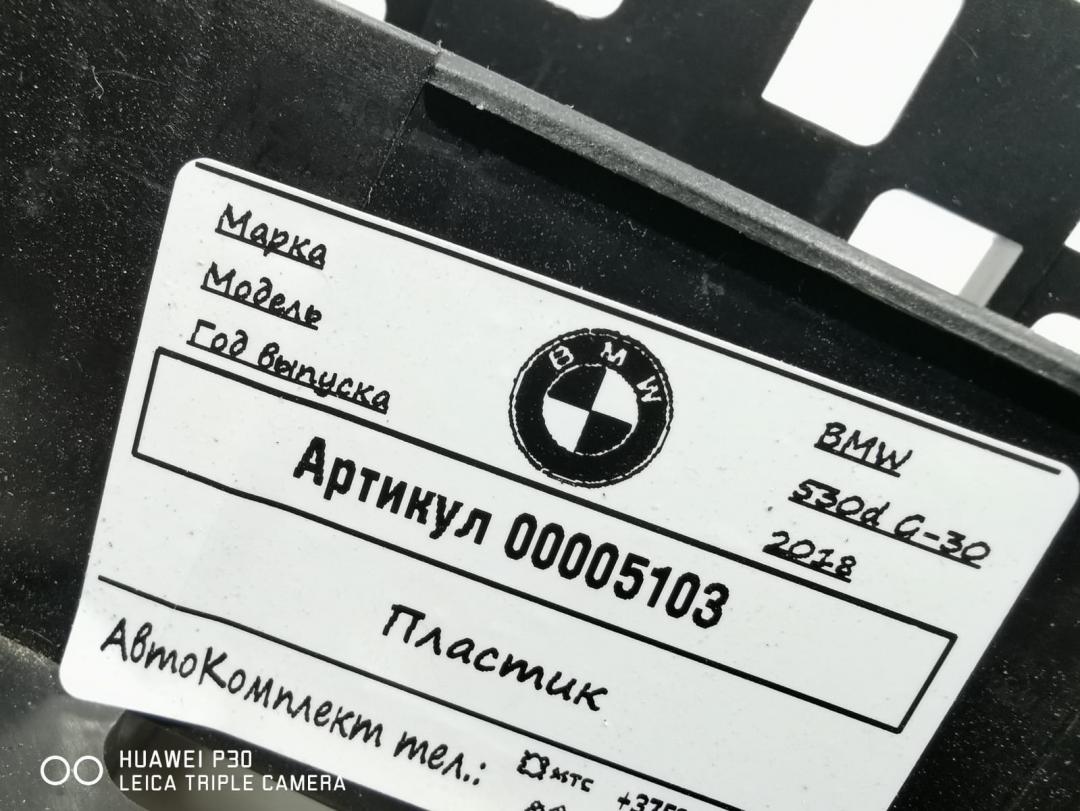 Марка BMW
Модель 530d G-30
Год выпуска 2018
BMW
Артикул 00005103
Пластик
АвтоКомплект тел.: мтс
HUAWEI P30
LEICA TRIPLE CAMERA